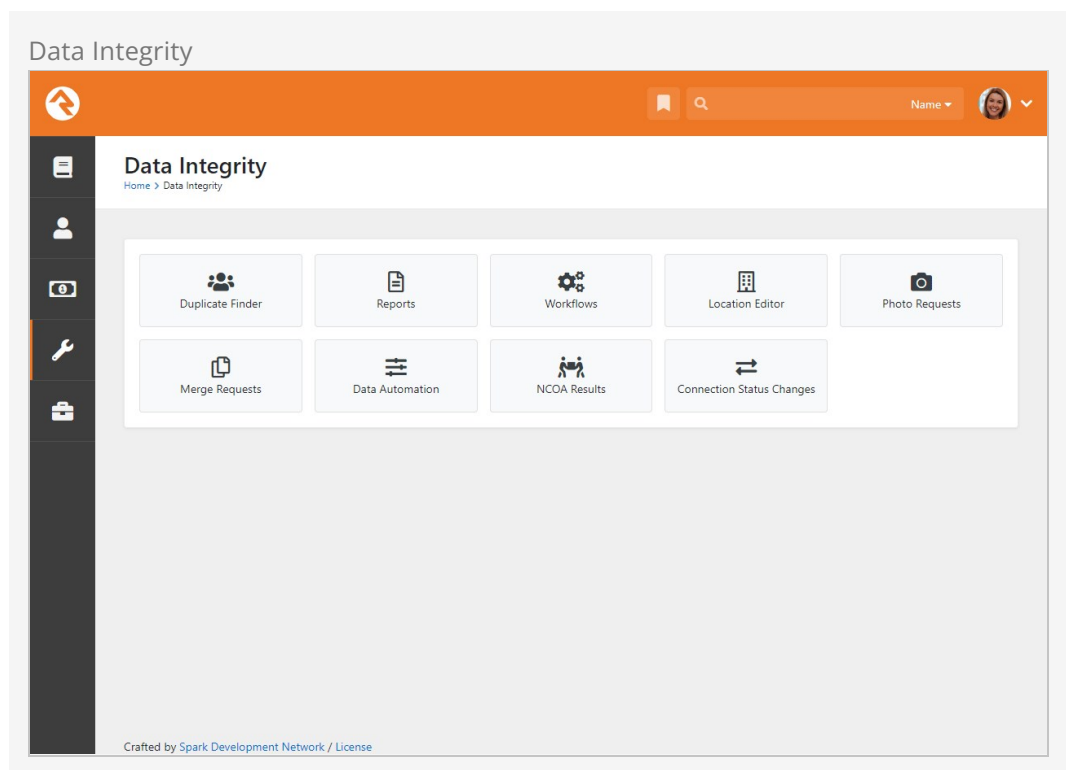 Data Integrity
Name
Data Integrity
Home > Data Integrity
Duplicate Finder
Reports
Workflows
Location Editor
Photo Requests
Merge Requests
Data Automation
NCOA Results
Connection Status Changes
Crafted by Spark Development Network / License